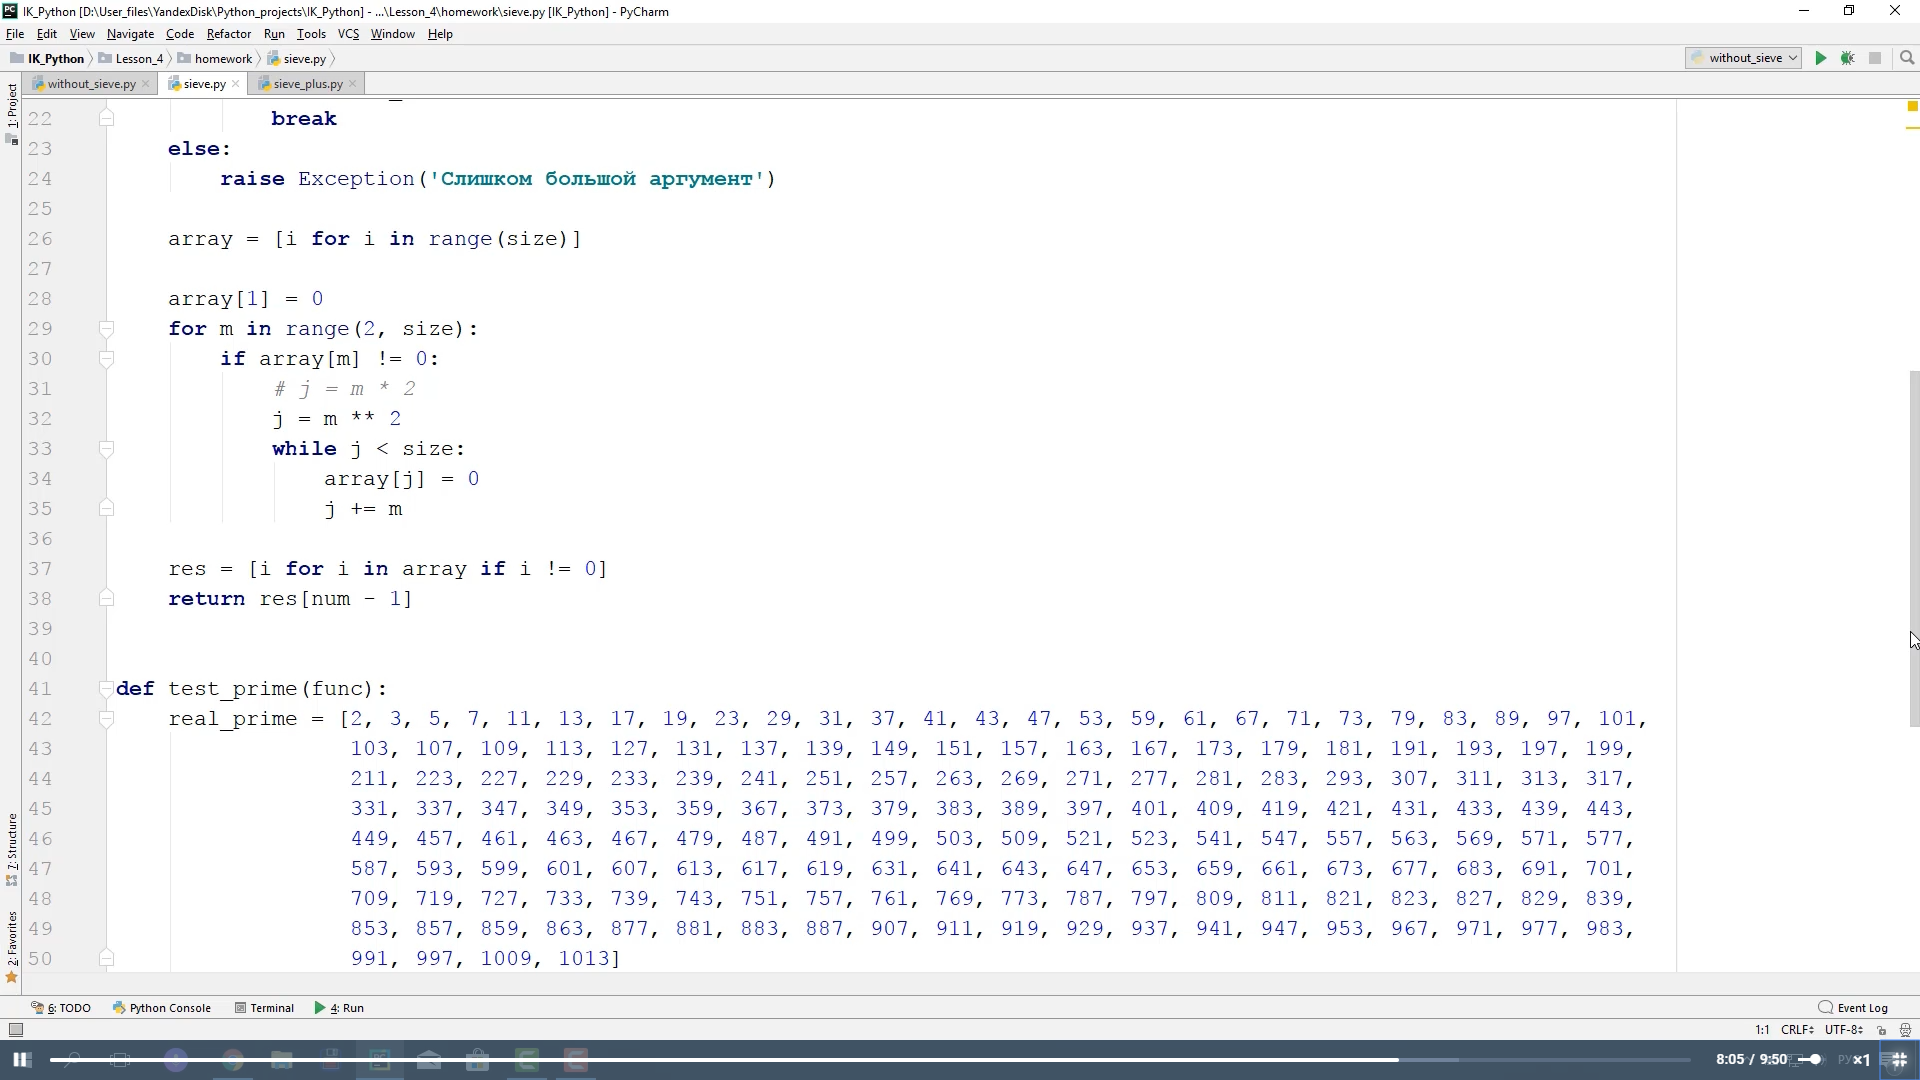 IK_Python [D:\User_files\YandexDisk\Python_projects\IK_Python] - ...\Lesson_4\homework\sieve.py [IK_Python] - PyCharm
File Edit View Navigate Code Refactor Run Tools VCS Window Help
IK_Python Lesson_4 homework sieve.py without_sieve
without_sieve.py sieve.py sieve_plus.py
1: Project
22 break
23 else:
24 raise Exception('Слишком большой аргумент')
25
26 array = [i for i in range(size)]
27
28 array[1] = 0
29 for m in range(2, size):
30 if array[m] != 0:
31 # j = m * 2
32 j = m ** 2
33 while j < size:
34 array[j] = 0
35 j += m
36
37 res = [i for i in array if i != 0]
38 return res[num - 1]
39
40
41 def test_prime(func):
42 real_prime = [2, 3, 5, 7, 11, 13, 17, 19, 23, 29, 31, 37, 41, 43, 47, 53, 59, 61, 67, 71, 73, 79, 83, 89, 97, 101,
43 103, 107, 109, 113, 127, 131, 137, 139, 149, 151, 157, 163, 167, 173, 179, 181, 191, 193, 197, 199,
44 211, 223, 227, 229, 233, 239, 241, 251, 257, 263, 269, 271, 277, 281, 283, 293, 307, 311, 313, 317,
45 331, 337, 347, 349, 353, 359, 367, 373, 379, 383, 389, 397, 401, 409, 419, 421, 431, 433, 439, 443,
46 449, 457, 461, 463, 467, 479, 487, 491, 499, 503, 509, 521, 523, 541, 547, 557, 563, 569, 571, 577,
47 587, 593, 599, 601, 607, 613, 617, 619, 631, 641, 643, 647, 653, 659, 661, 673, 677, 683, 691, 701,
48 709, 719, 727, 733, 739, 743, 751, 757, 761, 769, 773, 787, 797, 809, 811, 821, 823, 827, 829, 839,
49 853, 857, 859, 863, 877, 881, 883, 887, 907, 911, 919, 929, 937, 941, 947, 953, 967, 971, 977, 983,
50 991, 997, 1009, 1013]
7: Structure
2: Favorites
6: TODO Python Console Terminal 4: Run Event Log
1:1 CRLF UTF-8
8:05 / 9:50 ×1